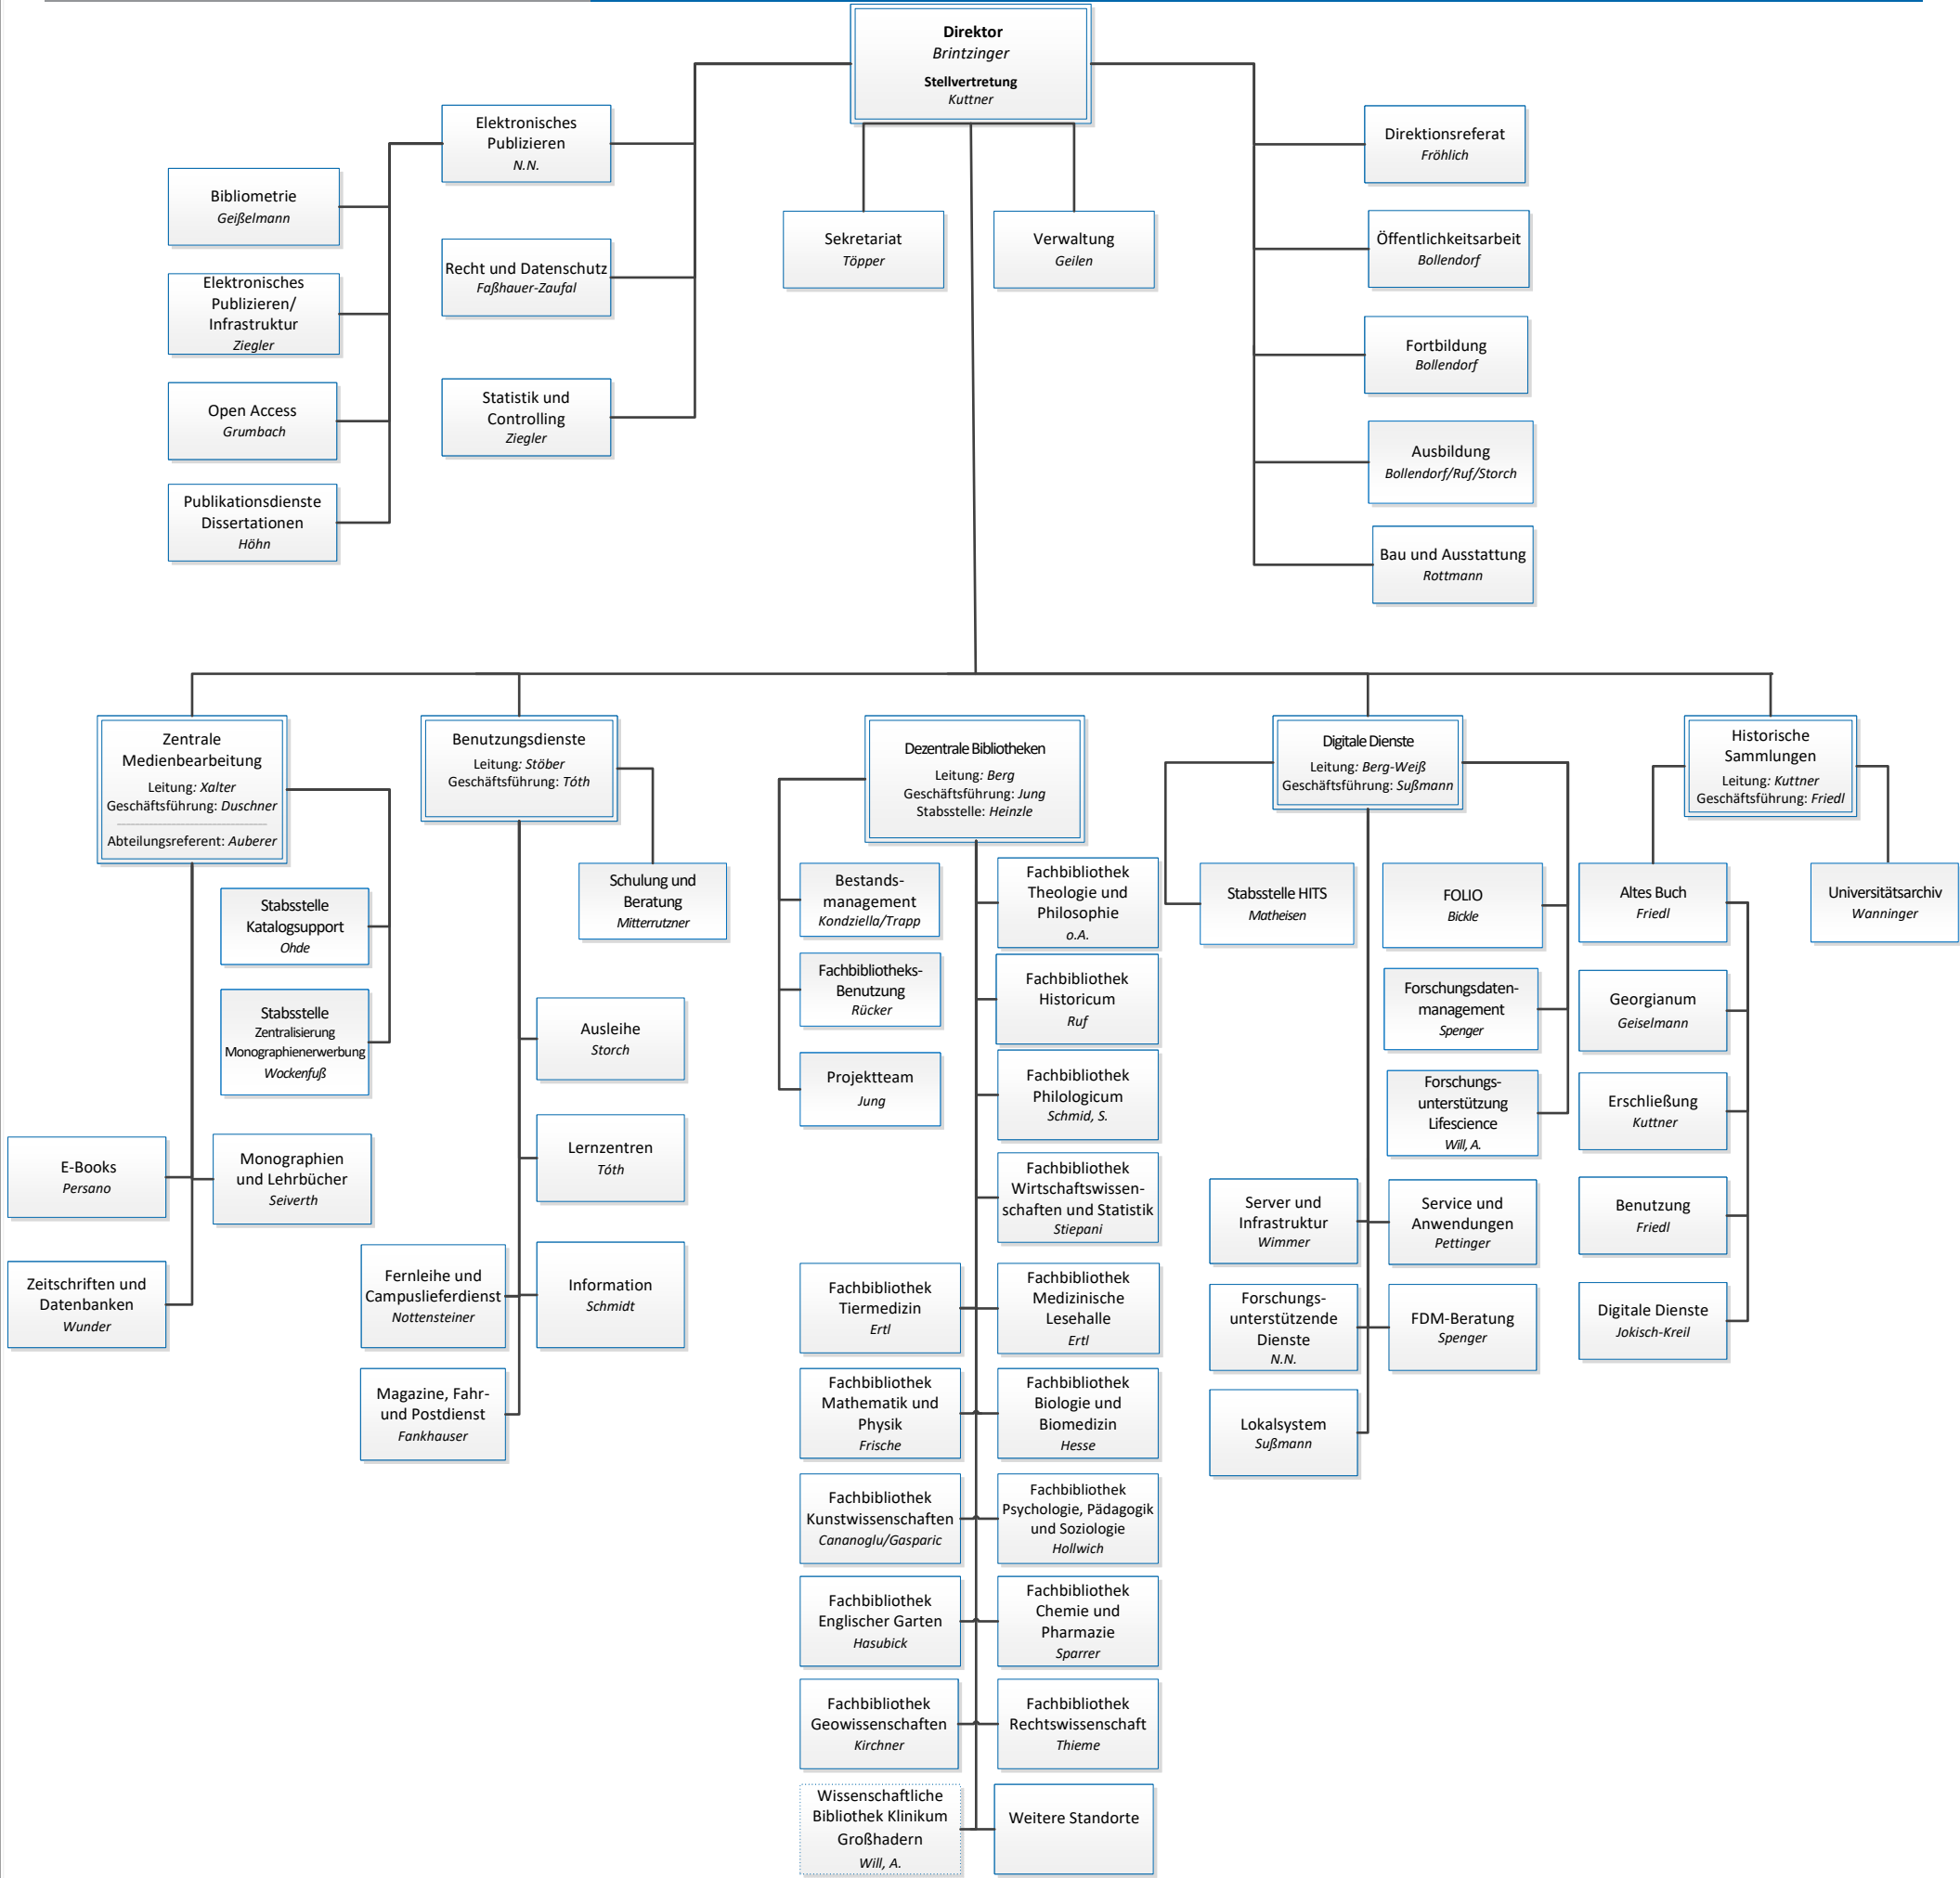 Direktor
Brintzinger
Stellvertretung
Kuttner
Elektronisches
Publizieren
N.N.
Bibliometrie
Geißelmann
Elektronisches
Publizieren/
Infrastruktur
Ziegler
Open Access
Grumbach
Publikationsdienste
Dissertationen
Höhn
Recht und Datenschutz
Faßhauer-Zaufal
Statistik und
Controlling
Ziegler
Sekretariat
Töpper
Verwaltung
Geilen
Direktionsreferat
Fröhlich
Öffentlichkeitsarbeit
Bollendorf
Fortbildung
Bollendorf
Ausbildung
Bollendorf/Ruf/Storch
Bau und Ausstattung
Rottmann
Zentrale
Medienbearbeitung
Leitung: Xalter
Geschäftsführung: Duschner
Abteilungsreferent: Auberer
Stabsstelle
Katalogsupport
Ohde
Stabsstelle
Zentralisierung
Monographienerwerbung
Wockenfuß
E-Books
Persano
Monographien
und Lehrbücher
Seiverth
Zeitschriften und
Datenbanken
Wunder
Benutzungsdienste
Leitung: Stöber
Geschäftsführung: Tóth
Schulung und
Beratung
Mitterrutzner
Ausleihe
Storch
Lernzentren
Tóth
Fernleihe und
Campuslieferdienst
Nottensteiner
Information
Schmidt
Magazine, Fahr-
und Postdienst
Fankhauser
Dezentrale Bibliotheken
Leitung: Berg
Geschäftsführung: Jung
Stabsstelle: Heinzle
Bestands-
management
Kondziella/Trapp
Fachbibliotheks-
Benutzung
Rücker
Projektteam
Jung
Fachbibliothek
Theologie und
Philosophie
o.A.
Fachbibliothek
Historicum
Ruf
Fachbibliothek
Philologicum
Schmid, S.
Fachbibliothek
Wirtschaftswissen-
schaften und Statistik
Stiepani
Fachbibliothek
Tiermedizin
Ertl
Fachbibliothek
Medizinische
Lesehalle
Ertl
Fachbibliothek
Mathematik und
Physik
Frische
Fachbibliothek
Biologie und
Biomedizin
Hesse
Fachbibliothek
Kunstwissenschaften
Cananoglu/Gasparic
Fachbibliothek
Psychologie, Pädagogik
und Soziologie
Hollwich
Fachbibliothek
Englischer Garten
Hasubick
Fachbibliothek
Chemie und
Pharmazie
Sparrer
Fachbibliothek
Geowissenschaften
Kirchner
Fachbibliothek
Rechtswissenschaft
Thieme
Wissenschaftliche
Bibliothek Klinikum
Großhadern
Will, A.
Weitere Standorte
Digitale Dienste
Leitung: Berg-Weiß
Geschäftsführung: Sußmann
Stabsstelle HITS
Matheisen
FOLIO
Bickle
Forschungsdaten-
management
Spenger
Forschungs-
unterstützung
Lifescience
Will, A.
Server und
Infrastruktur
Wimmer
Service und
Anwendungen
Pettinger
Forschungs-
unterstützende
Dienste
N.N.
FDM-Beratung
Spenger
Lokalsystem
Sußmann
Historische
Sammlungen
Leitung: Kuttner
Geschäftsführung: Friedl
Altes Buch
Friedl
Universitätsarchiv
Wanninger
Georgianum
Geiselmann
Erschließung
Kuttner
Benutzung
Friedl
Digitale Dienste
Jokisch-Kreil